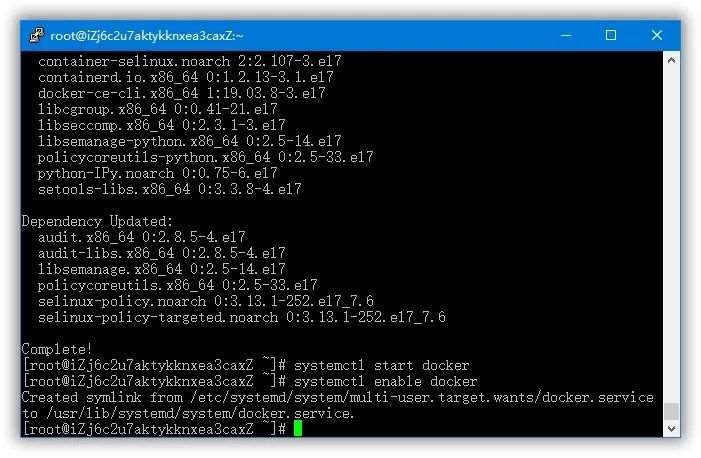 root@iZj6c2u7aktykknxea3caxZ:~
container-selinux.noarch 2:2.107-3.el7
containerd.io.x86_64 0:1.2.13-3.1.el7
docker-ce-cli.x86_64 1:19.03.8-3.el7
libcgroup.x86_64 0:0.41-21.el7
libseccomp.x86_64 0:2.3.1-3.el7
libsemanage-python.x86_64 0:2.5-14.el7
policycoreutils-python.x86_64 0:2.5-33.el7
python-IPy.noarch 0:0.75-6.el7
setools-libs.x86_64 0:3.3.8-4.el7
Dependency Updated:
audit.x86_64 0:2.8.5-4.el7
audit-libs.x86_64 0:2.8.5-4.el7
libsemanage.x86_64 0:2.5-14.el7
policycoreutils.x86_64 0:2.5-33.el7
selinux-policy.noarch 0:3.13.1-252.el7_7.6
selinux-policy-targeted.noarch 0:3.13.1-252.el7_7.6
Complete!
[root@iZj6c2u7aktykknxea3caxZ ~]# systemctl start docker
[root@iZj6c2u7aktykknxea3caxZ ~]# systemctl enable docker
Created symlink from /etc/systemd/system/multi-user.target.wants/docker.service
to /usr/lib/systemd/system/docker.service.
[root@iZj6c2u7aktykknxea3caxZ ~]#